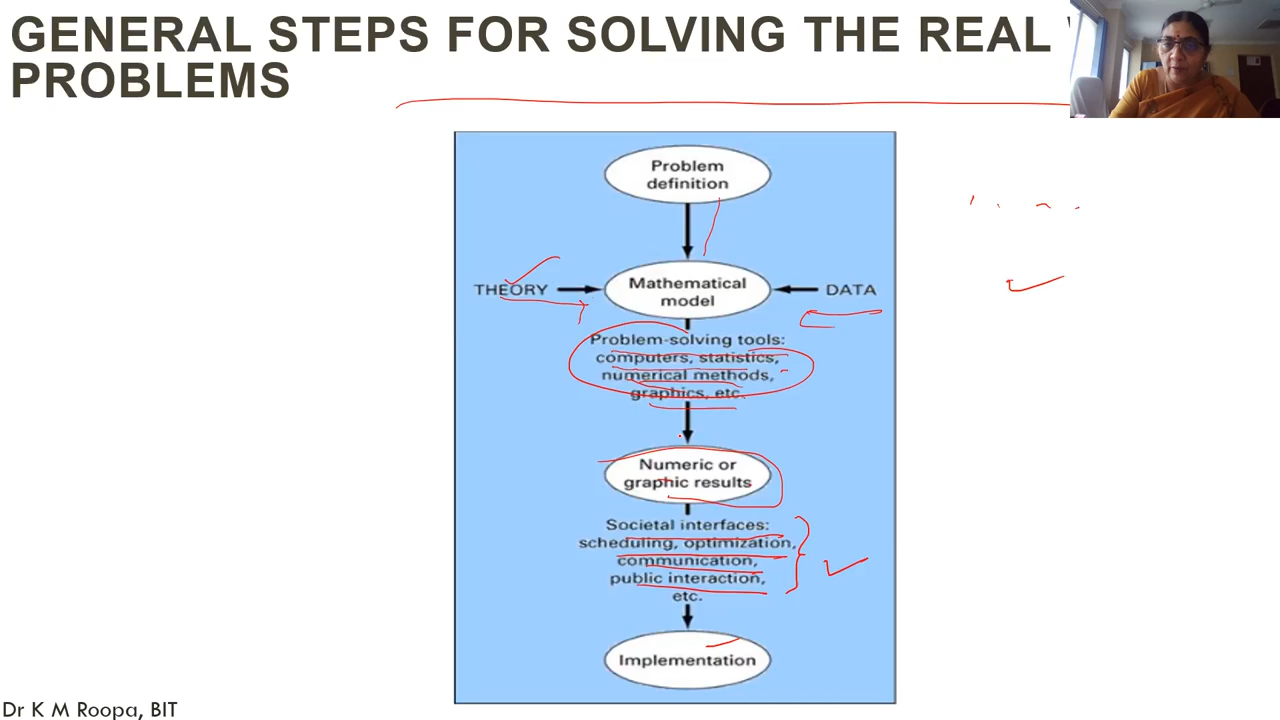 GENERAL STEPS FOR SOLVING THE REAL
PROBLEMS
Problem
definition
THEORY
Mathematical
model
DATA
Problem-solving tools:
computers, statistics,
numerical methods,
graphics, etc.
Numeric or
graphic results
Societal interfaces:
scheduling, optimization,
communication,
public interaction,
etc.
Implementation
Dr K M Roopa, BIT